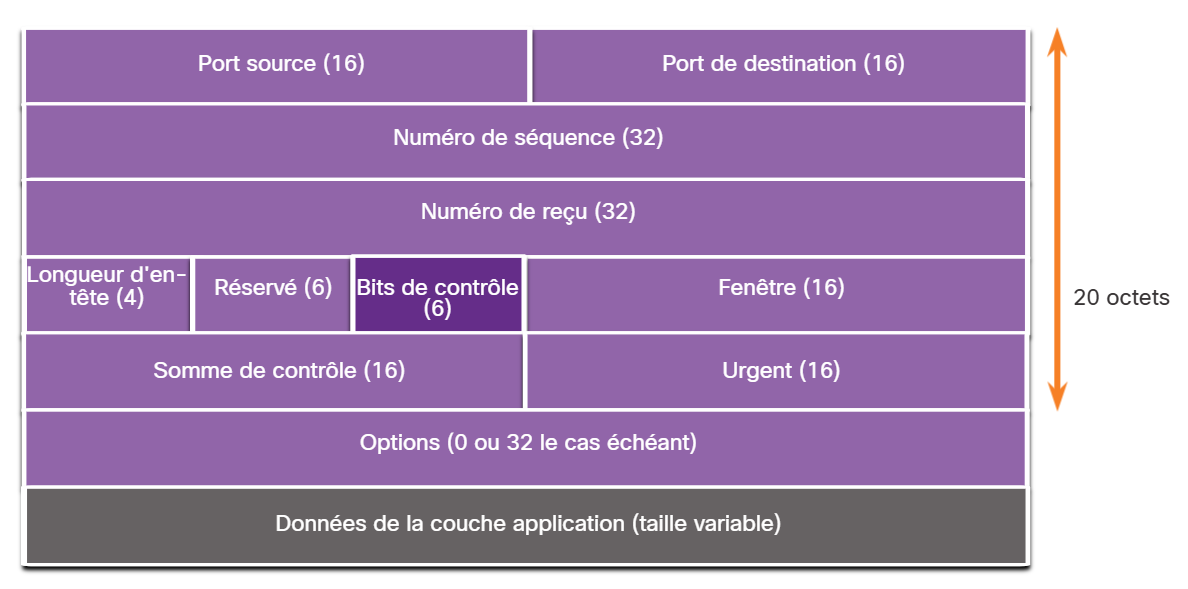 Port source (16)
Port de destination (16)
Numéro de séquence (32)
Numéro de reçu (32)
Longueur d'en-
tête (4)
Réservé (6)
Bits de contrôle
(6)
Fenêtre (16)
20 octets
Somme de contrôle (16)
Urgent (16)
Options (0 ou 32 le cas échéant)
Données de la couche application (taille variable)